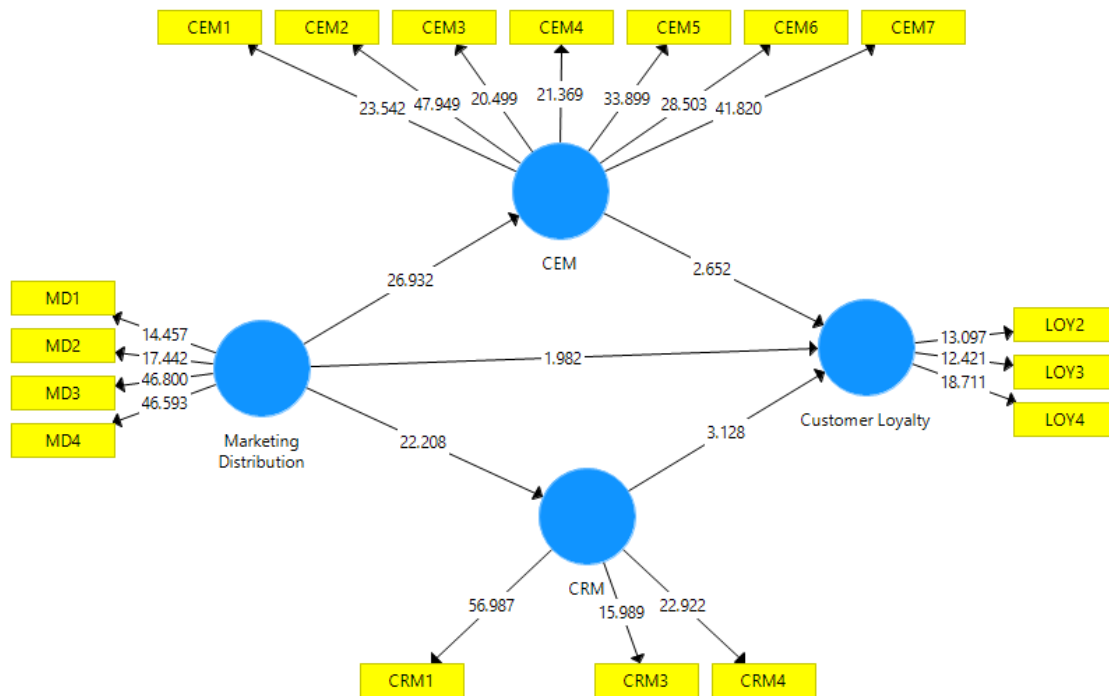 CEM1 CEM2 CEM3 CEM4 CEM5 CEM6 CEM7
23.542 47.949 20.499 21.369 33.899 28.503 41.820
CEM
26.932
2.652
MD1
MD2
MD3
MD4
14.457
17.442
46.800
46.593
Marketing
Distribution
1.982
Customer Loyalty
13.097
12.421
18.711
LOY2
LOY3
LOY4
22.208
3.128
CRM
56.987 15.989 22.922
CRM1 CRM3 CRM4